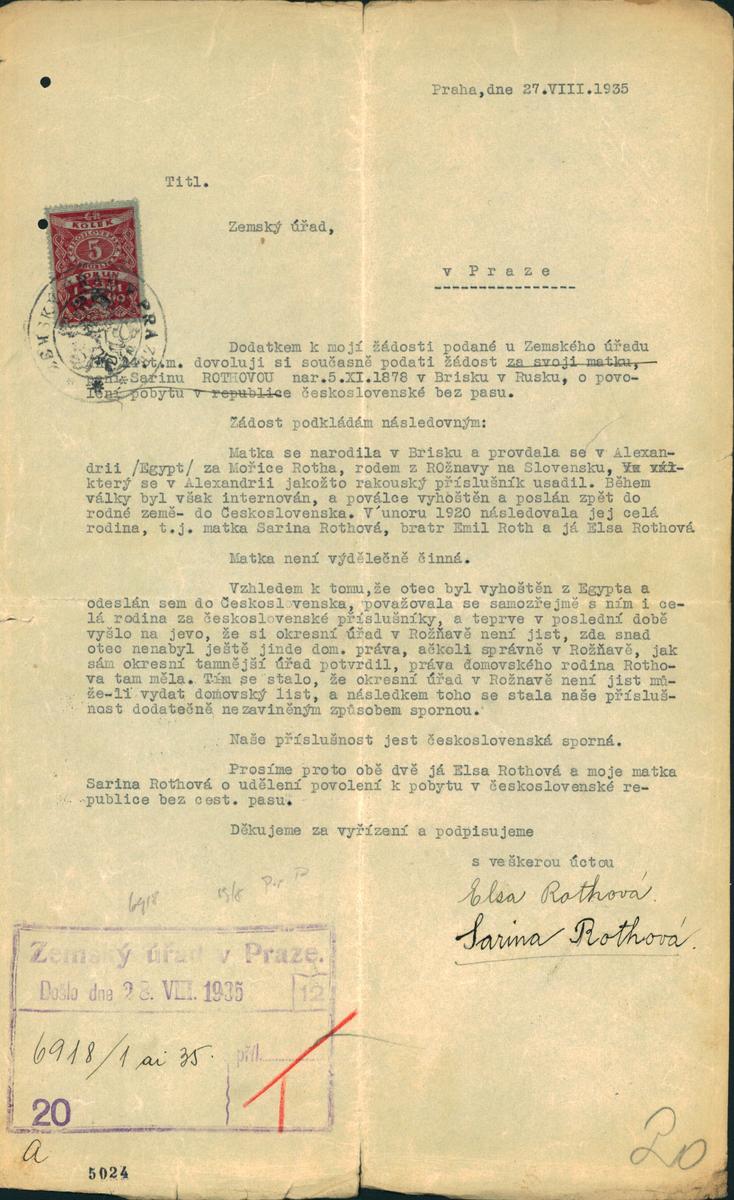 Praha,dne 27.VIII.1935
Titl.
KOLEK
5
Zemský úřad,
v Praze
Dodatkem k mojí žádosti podané u Zemského úřadu
t.m. dovoluji si současně podati žádost za svoji matku,
Sarinu ROTHOVOU nar.5.XI.1878 v Brisku v Rusku, o povo-
lení pobytu v republice československé bez pasu.
Žádost podkládám následovným:
Matka se narodila v Brisku a provdala se v Alexan-
drii /Egypt/ za Mořice Rotha, rodem z ROžnavy na Slovensku,
který se v Alexandrii jakožto rakouský příslušník usadil. Během
války byl však internován, a poválce vyhoštěn a poslán zpět do
rodné země- do Československa. V únoru 1920 následovala jej celá
rodina, t.j. matka Sarina Rothová, bratr Emil Roth a já Elsa Rothová
Matka není výdělečně činná.
Vzhledem k tomu,že otec byl vyhoštěn z Egypta a
odeslán sem do Československa, považovala se samozřejmě s ním i ce-
lá rodina za československé příslušníky, a teprve v poslední době
vyšlo na jevo, že si okresní úřad v Rožňavě není jist, zda snad
otec nenabyl ještě jinde dom. práva, ačkoli správně v Rožňavě, jak
sám okresní tamnější úřad potvrdil, práva domovského rodina Rotho-
va tam měla. Tím se stalo, že okresní úřad v Rožnavě není jist mů-
že-li vydat domovský list, a následkem toho se stala naše přísluš-
nost dodatečně nezaviněným způsobem spornou.
Naše příslušnost jest československá sporná.
Prosíme proto obě dvě já Elsa Rothová a moje matka
Sarina Rothová o udělení povolení k pobytu v československé re-
publice bez cest. pasu.
Děkujeme za vyřízení a podpisujeme
s veškerou úctou
Elsa Rothová.
Sarina Rothová.
6918
Zemský úřad v Praze.
Došlo dne 28. VIII. 1935
12
6918/1 ai 35.
příl.
1
20
a
5024
20